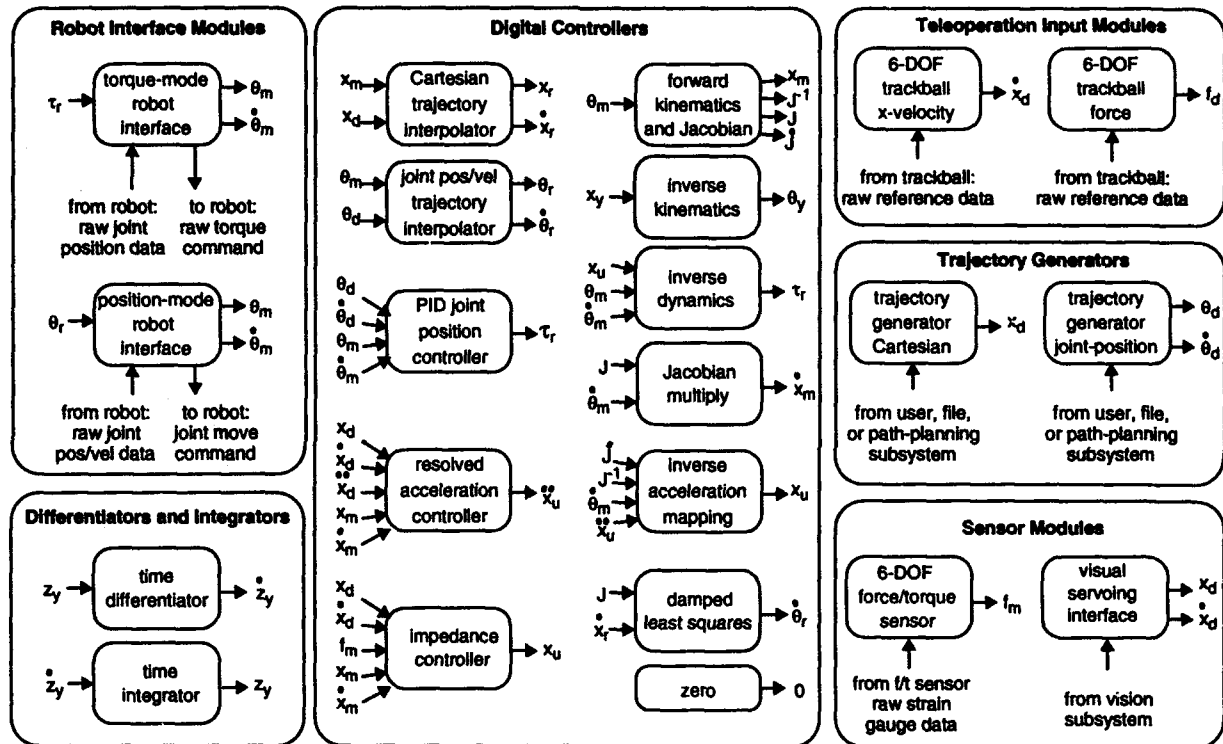 Robot Interface Modules
τr
torque-mode
robot
interface
θm
θ̇m
from robot:
raw joint
position data
to robot:
raw torque
command
θr
position-mode
robot
interface
θm
θ̇m
from robot:
raw joint
pos/vel data
to robot:
joint move
command
Differentiators and Integrators
zy
time
differentiator
ży
ży
time
integrator
zy
Digital Controllers
xm
xd
Cartesian
trajectory
interpolator
xr
ẋr
θm
θd
joint pos/vel
trajectory
interpolator
θr
θ̇r
θd
θ̇d
θm
θ̇m
PID joint
position
controller
τr
xd
ẋd
ẍd
xm
ẋm
resolved
acceleration
controller
ẍu
xd
ẋd
fm
xm
ẋm
impedance
controller
xu
θm
forward
kinematics
and Jacobian
xm
J-1
J
J̇
xy
inverse
kinematics
θy
xu
θm
θ̇m
inverse
dynamics
τr
J
θ̇m
Jacobian
multiply
ẋm
J̇
J-1
θ̇m
ẍu
inverse
acceleration
mapping
xu
J
ẋr
damped
least squares
θ̇r
zero
0
Teleoperation Input Modules
6-DOF
trackball
x-velocity
ẋd
from trackball:
raw reference data
6-DOF
trackball
force
fd
from trackball:
raw reference data
Trajectory Generators
trajectory
generator
Cartesian
xd
from user, file,
or path-planning
subsystem
trajectory
generator
joint-position
θd
θ̇d
from user, file,
or path-planning
subsystem
Sensor Modules
6-DOF
force/torque
sensor
fm
from f/t sensor
raw strain
gauge data
visual
servoing
interface
xd
ẋd
from vision
subsystem